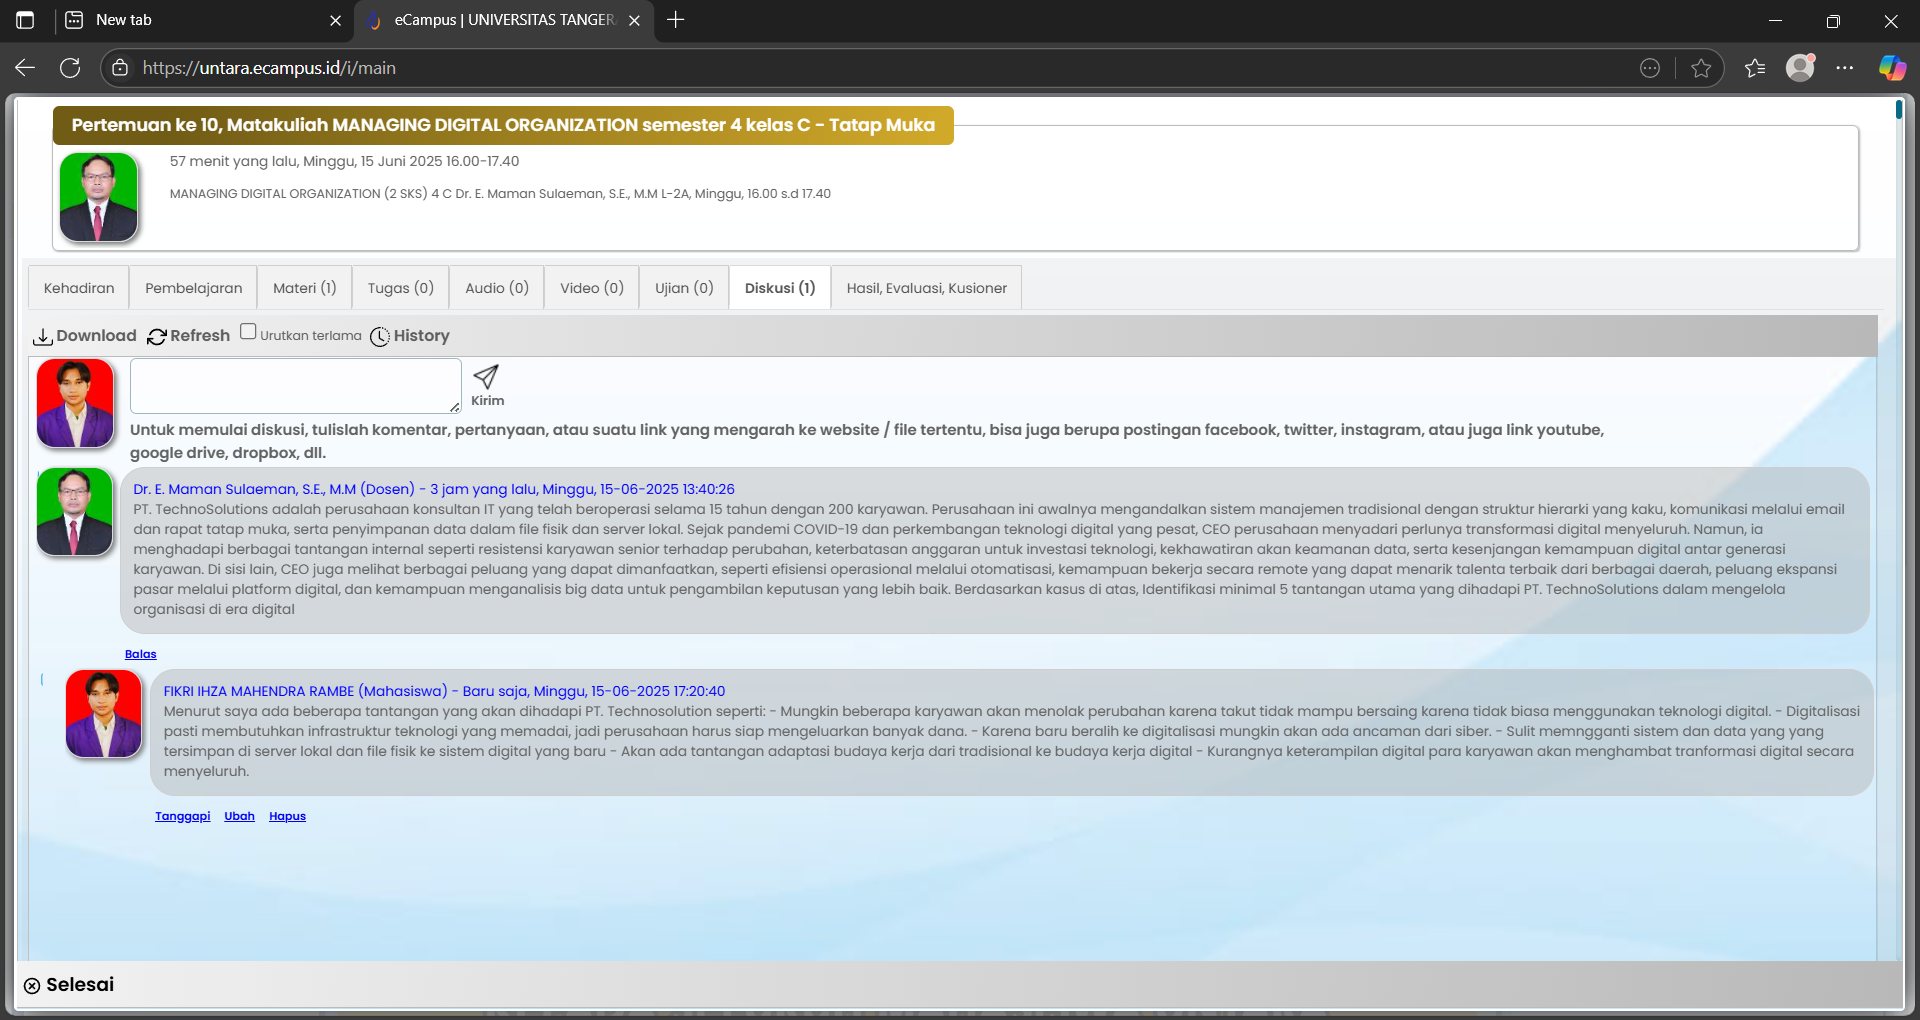 New tab
eCampus | UNIVERSITAS TANGER
https://untara.ecampus.id/i/main
Pertemuan ke 10, Matakuliah MANAGING DIGITAL ORGANIZATION semester 4 kelas C - Tatap Muka
57 menit yang lalu, Minggu, 15 Juni 2025 16.00-17.40
MANAGING DIGITAL ORGANIZATION (2 SKS) 4 C Dr. E. Maman Sulaeman, S.E., M.M L-2A, Minggu, 16.00 s.d 17.40
Kehadiran Pembelajaran Materi (1) Tugas (0) Audio (0) Video (0) Ujian (0) Diskusi (1) Hasil, Evaluasi, Kusioner
Download Refresh Urutkan terlama History
Kirim
Untuk memulai diskusi, tulislah komentar, pertanyaan, atau suatu link yang mengarah ke website / file tertentu, bisa juga berupa postingan facebook, twitter, instagram, atau juga link youtube,
google drive, dropbox, dll.
Dr. E. Maman Sulaeman, S.E., M.M (Dosen) - 3 jam yang lalu, Minggu, 15-06-2025 13:40:26
PT. TechnoSolutions adalah perusahaan konsultan IT yang telah beroperasi selama 15 tahun dengan 200 karyawan. Perusahaan ini awalnya mengandalkan sistem manajemen tradisional dengan struktur hierarki yang kaku, komunikasi melalui email
dan rapat tatap muka, serta penyimpanan data dalam file fisik dan server lokal. Sejak pandemi COVID-19 dan perkembangan teknologi digital yang pesat, CEO perusahaan menyadari perlunya transformasi digital menyeluruh. Namun, ia
menghadapi berbagai tantangan internal seperti resistensi karyawan senior terhadap perubahan, keterbatasan anggaran untuk investasi teknologi, kekhawatiran akan keamanan data, serta kesenjangan kemampuan digital antar generasi
karyawan. Di sisi lain, CEO juga melihat berbagai peluang yang dapat dimanfaatkan, seperti efisiensi operasional melalui otomatisasi, kemampuan bekerja secara remote yang dapat menarik talenta terbaik dari berbagai daerah, peluang ekspansi
pasar melalui platform digital, dan kemampuan menganalisis big data untuk pengambilan keputusan yang lebih baik. Berdasarkan kasus di atas, Identifikasi minimal 5 tantangan utama yang dihadapi PT. TechnoSolutions dalam mengelola
organisasi di era digital
Balas
FIKRI IHZA MAHENDRA RAMBE (Mahasiswa) - Baru saja, Minggu, 15-06-2025 17:20:40
Menurut saya ada beberapa tantangan yang akan dihadapi PT. Technosolution seperti: - Mungkin beberapa karyawan akan menolak perubahan karena takut tidak mampu bersaing karena tidak biasa menggunakan teknologi digital. - Digitalisasi
pasti membutuhkan infrastruktur teknologi yang memadai, jadi perusahaan harus siap mengeluarkan banyak dana. - Karena baru beralih ke digitalisasi mungkin akan ada ancaman dari siber. - Sulit memngganti sistem dan data yang yang
tersimpan di server lokal dan file fisik ke sistem digital yang baru - Akan ada tantangan adaptasi budaya kerja dari tradisional ke budaya kerja digital - Kurangnya keterampilan digital para karyawan akan menghambat tranformasi digital secara
menyeluruh.
Tanggapi Ubah Hapus
Selesai